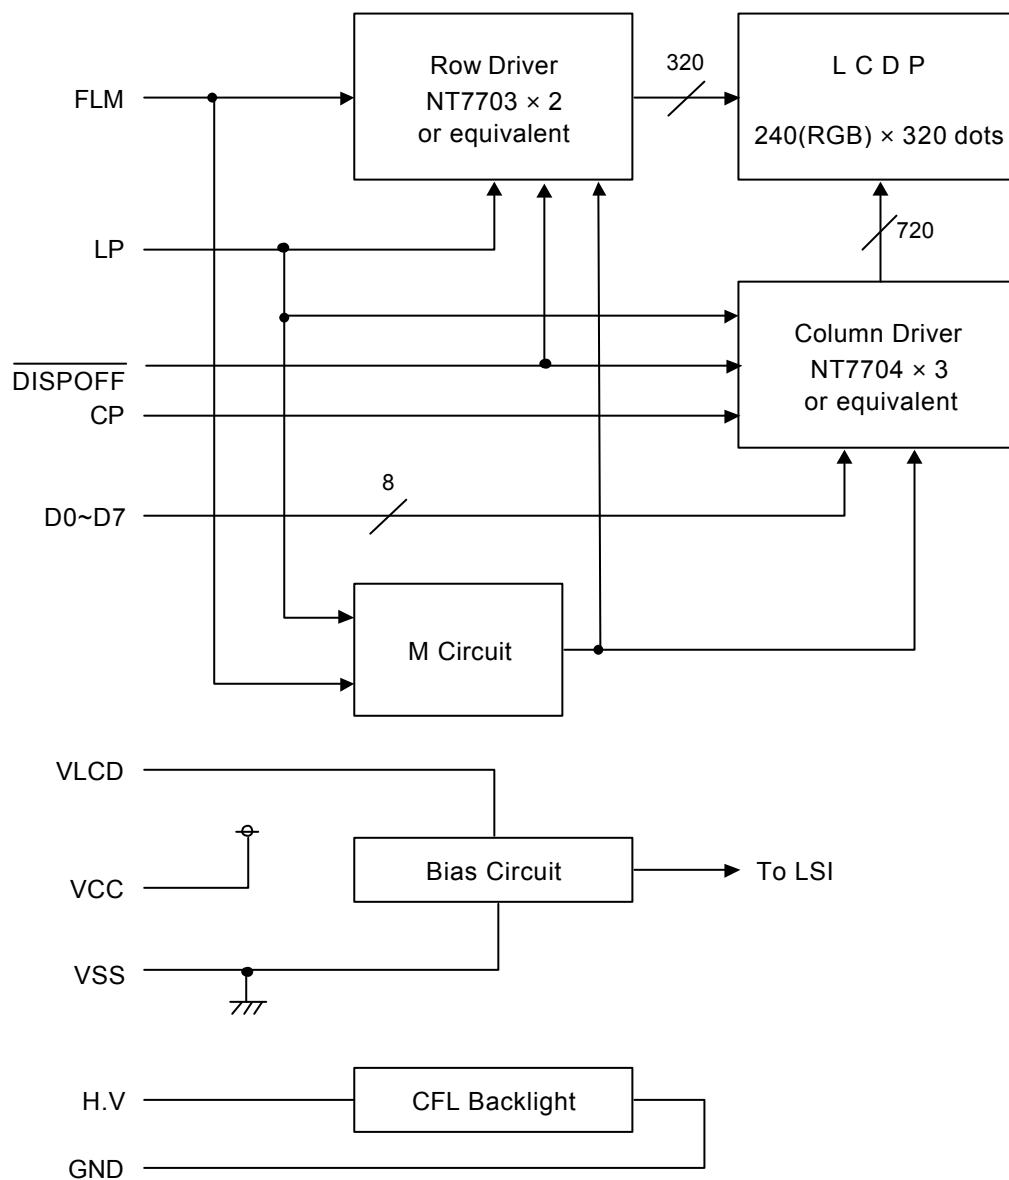 Row Driver
NT7703 × 2
or equivalent
320
L C D P
240(RGB) × 320 dots
FLM
LP
720
Column Driver
NT7704 × 3
or equivalent
DISPOFF
CP
8
D0~D7
M Circuit
VLCD
Bias Circuit
To LSI
VCC
VSS
H.V
CFL Backlight
GND